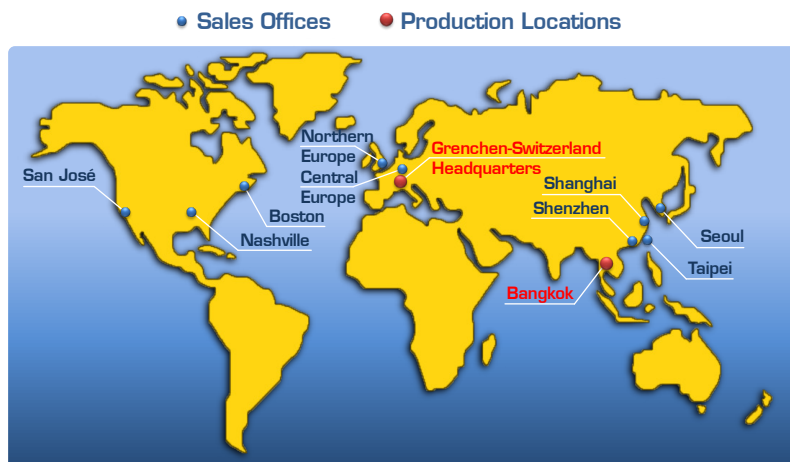 Sales Offices
Production Locations
Northern
Europe
Central
Europe
Grenchen-Switzerland
Headquarters
San José
Boston
Nashville
Shanghai
Shenzhen
Seoul
Taipei
Bangkok